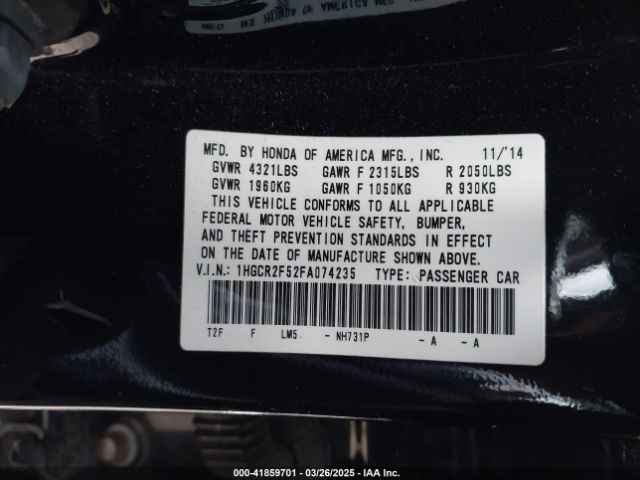 MFD. BY HONDA OF AMERICA MFG., INC. 11/'14
GVWR 4321LBS GAWR F 2315LBS R 2050LBS
GVWR 1960KG GAWR F 1050KG R 930KG
THIS VEHICLE CONFORMS TO ALL APPLICABLE
FEDERAL MOTOR VEHICLE SAFETY, BUMPER,
AND THEFT PREVENTION STANDARDS IN EFFECT
ON THE DATE OF MANUFACTURE SHOWN ABOVE.
V.I.N.: 1HGCR2F52FA074235 TYPE: PASSENGER CAR
T2F F LM5 - NH731P - A - A
000-41859701 - 03/26/2025 - IAA Inc.